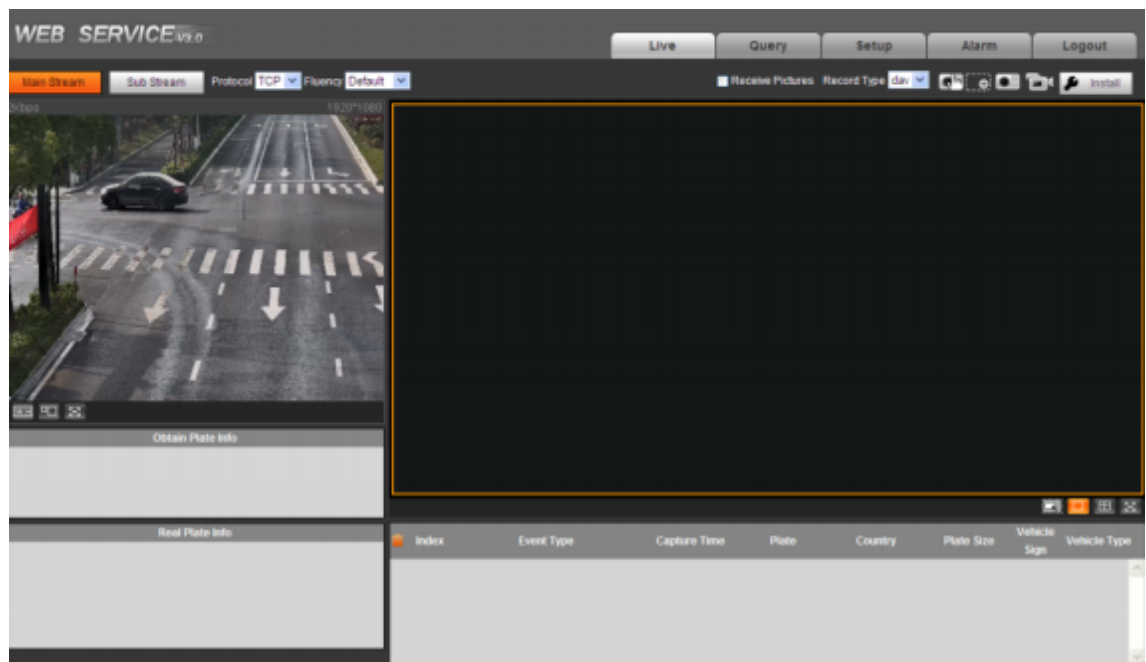 WEB SERVICE V3.0
Live Query Setup Alarm Logout
Main Stream Sub Stream Protocol TCP Fluency Default Receive Pictures Record Type dav Install
1920*1080
Obtain Plate Info
Real Plate Info
Index Event Type Capture Time Plate Country Plate Size Vehicle Sign Vehicle Type